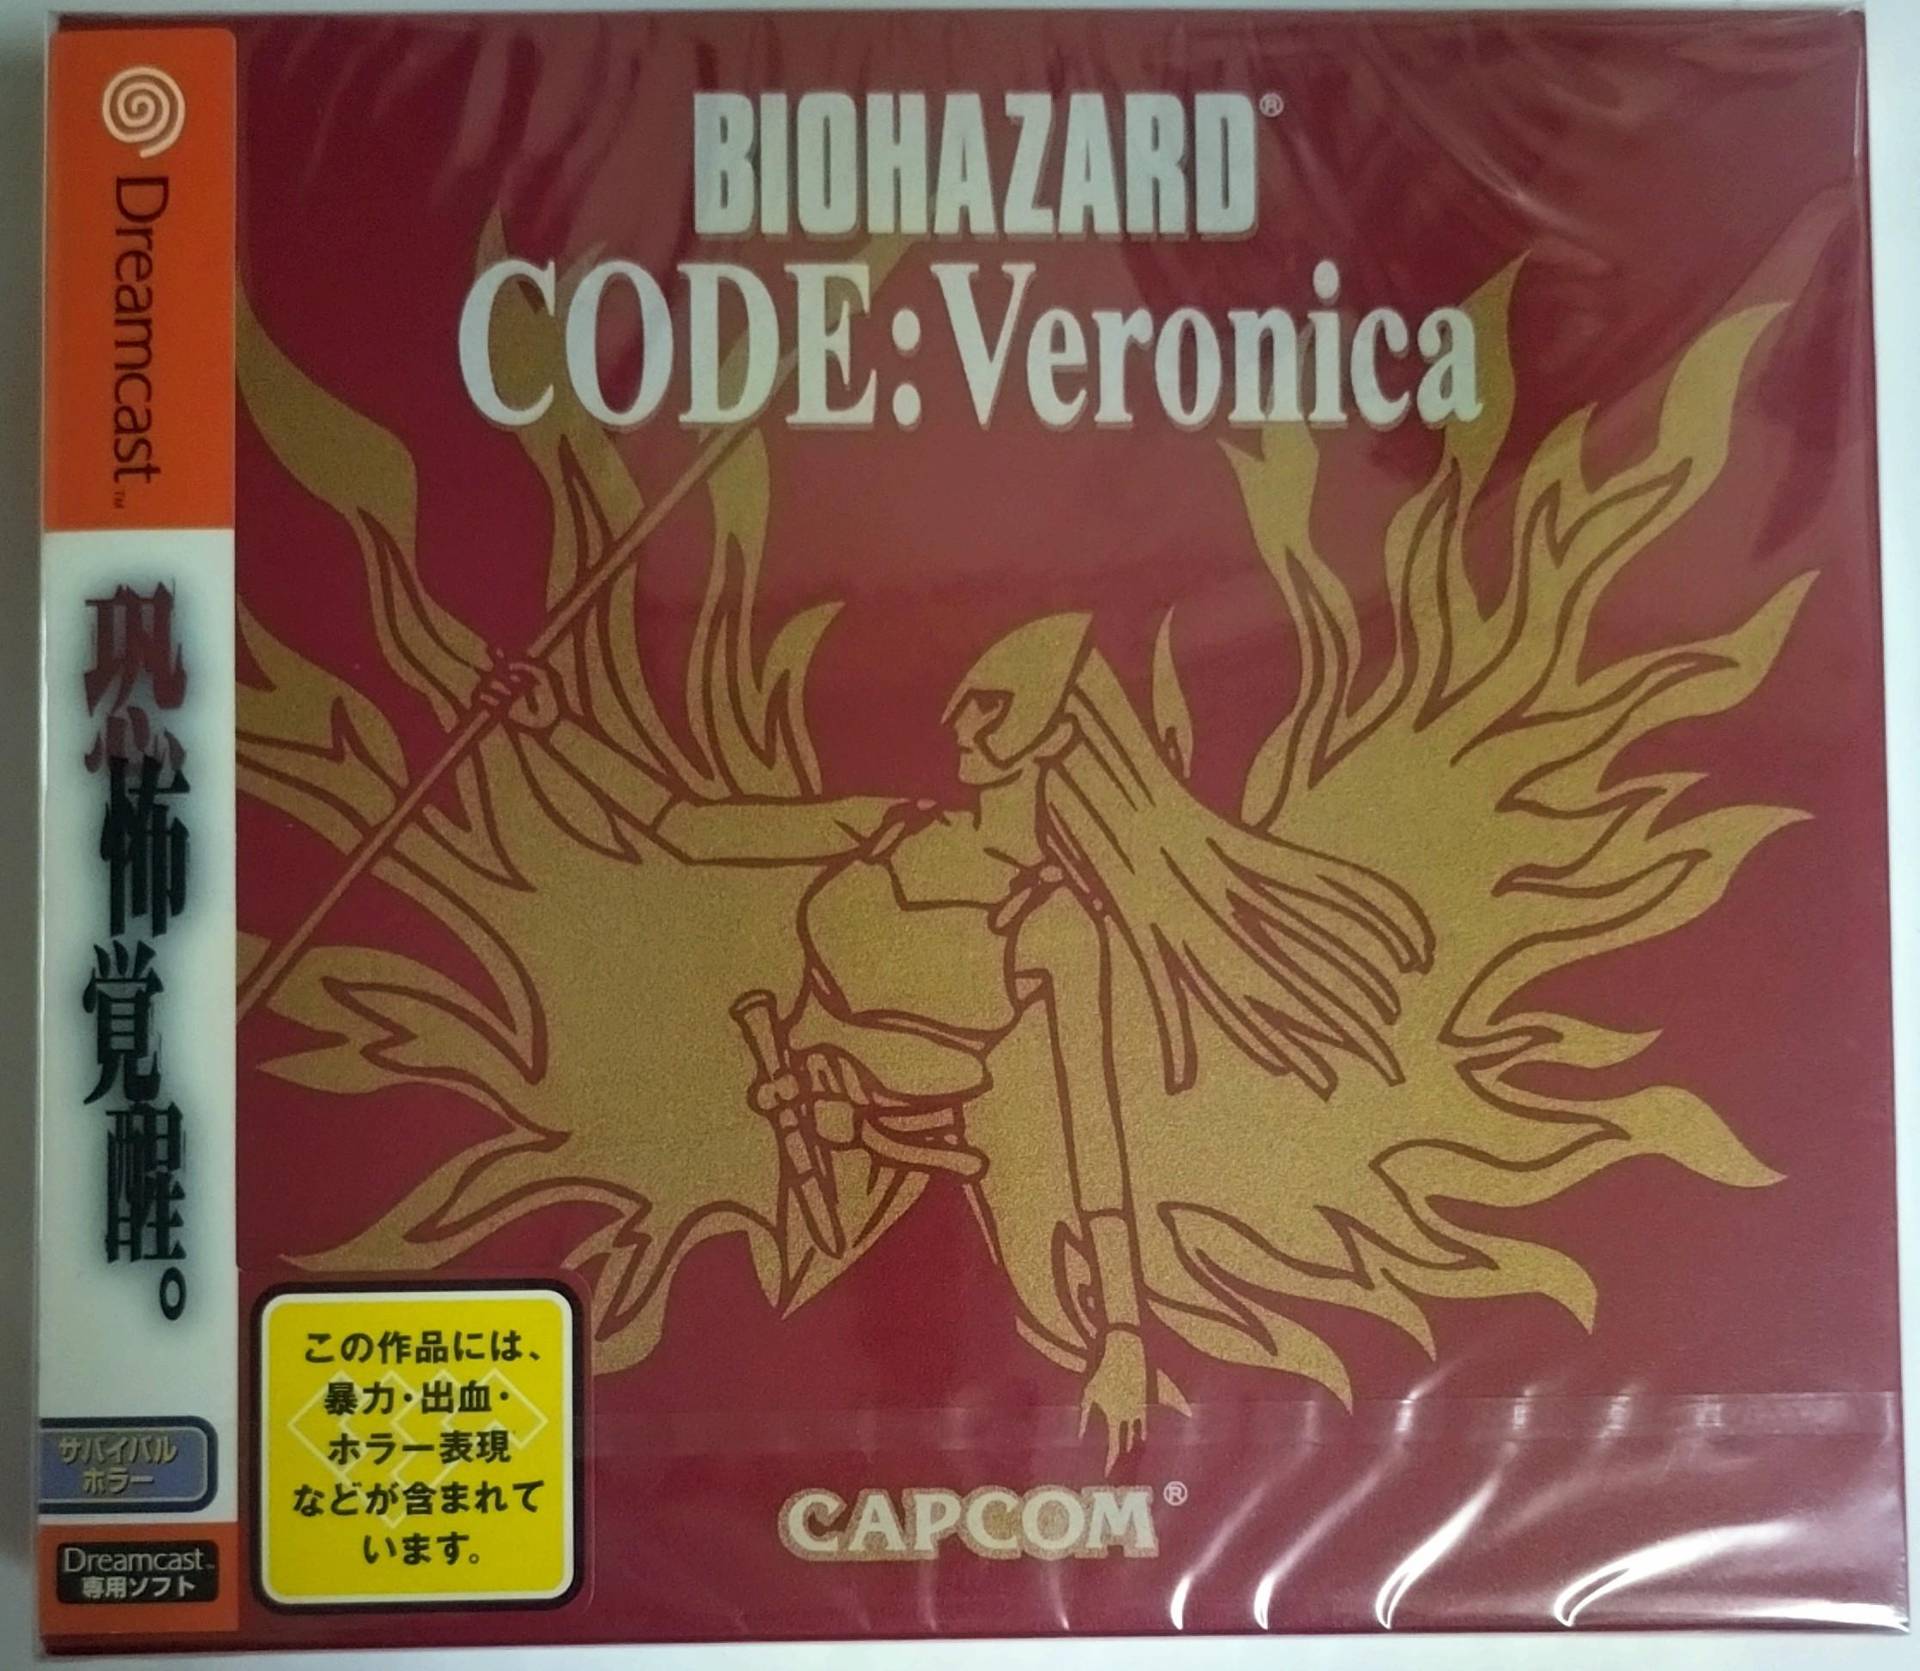 Dreamcast™
恐怖覚醒。
サバイバル
ホラー
Dreamcast™
専用ソフト
BIOHAZARD®
CODE:Veronica
この作品には、
暴力・出血・
ホラー表現
などが含まれて
います。
CAPCOM®